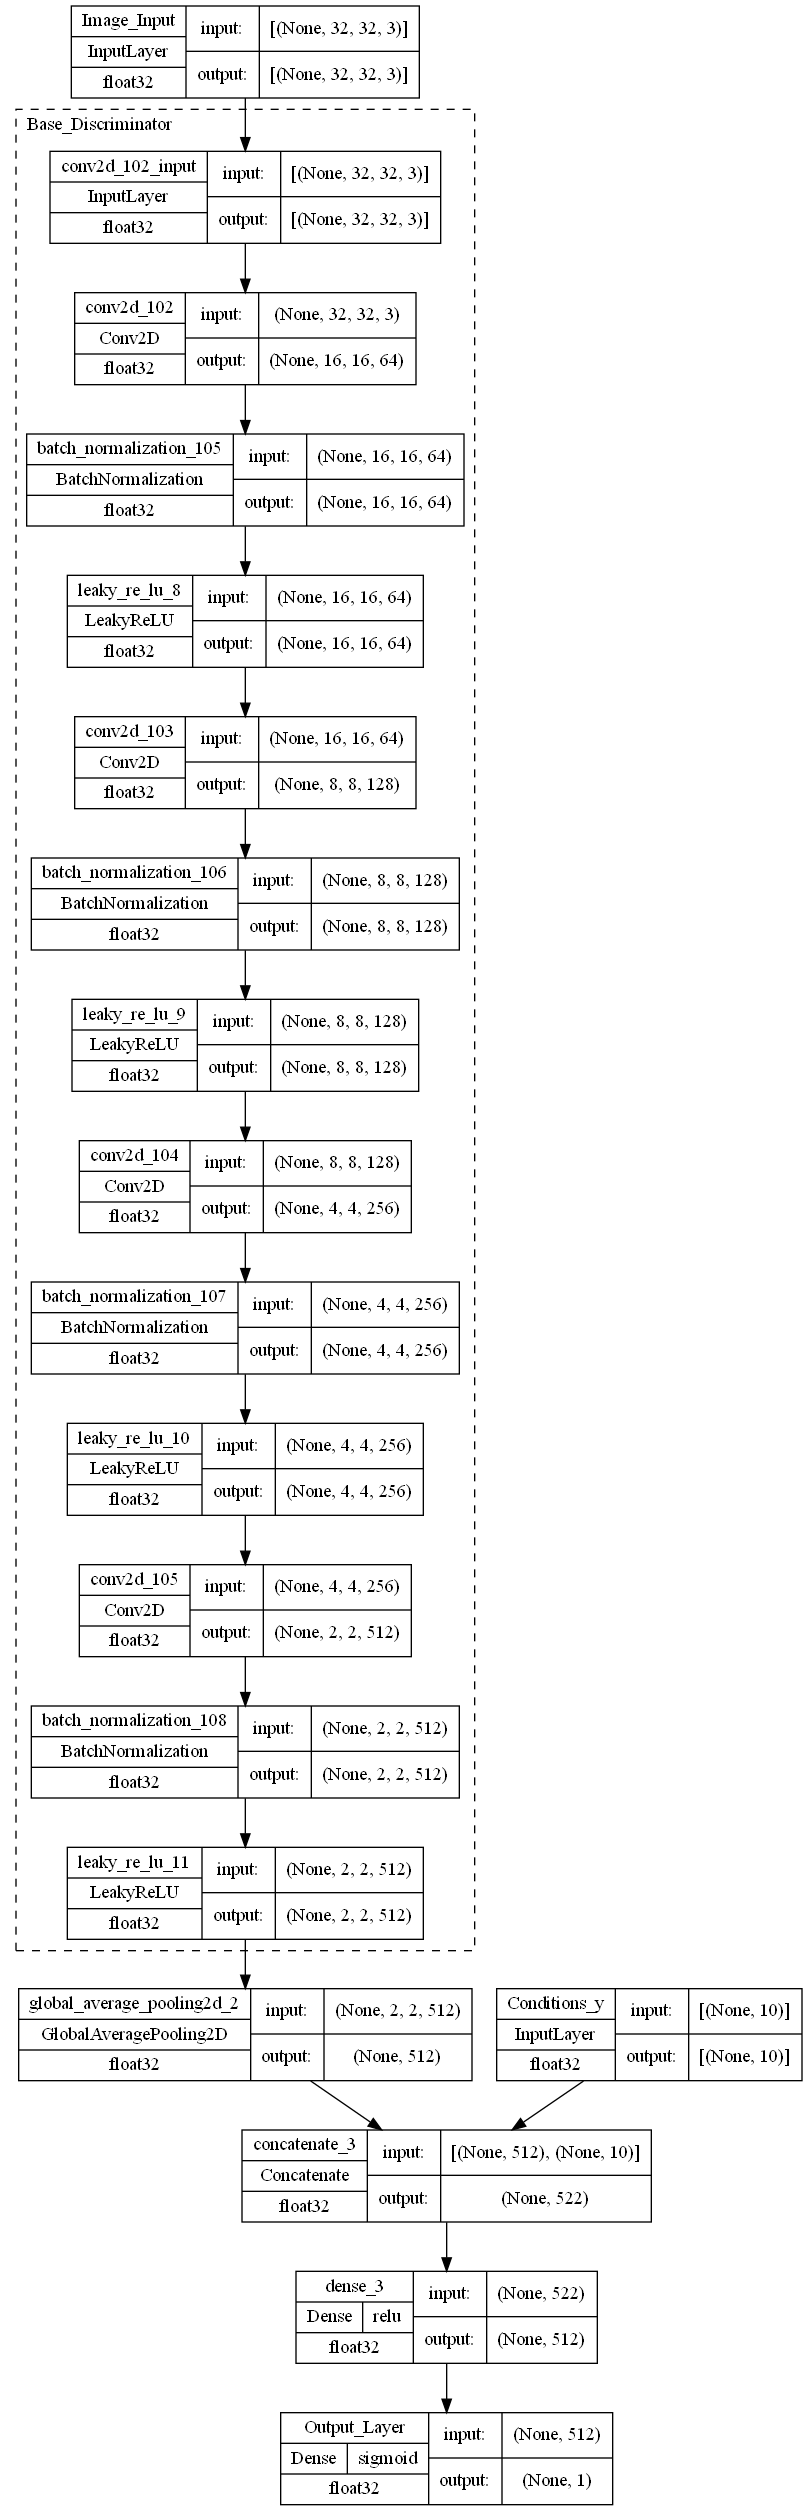 Image_Input
InputLayer
float32
input:
[(None, 32, 32, 3)]
output:
[(None, 32, 32, 3)]
Base_Discriminator
conv2d_102_input
InputLayer
float32
input:
[(None, 32, 32, 3)]
output:
[(None, 32, 32, 3)]
conv2d_102
Conv2D
float32
input:
(None, 32, 32, 3)
output:
(None, 16, 16, 64)
batch_normalization_105
BatchNormalization
float32
input:
(None, 16, 16, 64)
output:
(None, 16, 16, 64)
leaky_re_lu_8
LeakyReLU
float32
input:
(None, 16, 16, 64)
output:
(None, 16, 16, 64)
conv2d_103
Conv2D
float32
input:
(None, 16, 16, 64)
output:
(None, 8, 8, 128)
batch_normalization_106
BatchNormalization
float32
input:
(None, 8, 8, 128)
output:
(None, 8, 8, 128)
leaky_re_lu_9
LeakyReLU
float32
input:
(None, 8, 8, 128)
output:
(None, 8, 8, 128)
conv2d_104
Conv2D
float32
input:
(None, 8, 8, 128)
output:
(None, 4, 4, 256)
batch_normalization_107
BatchNormalization
float32
input:
(None, 4, 4, 256)
output:
(None, 4, 4, 256)
leaky_re_lu_10
LeakyReLU
float32
input:
(None, 4, 4, 256)
output:
(None, 4, 4, 256)
conv2d_105
Conv2D
float32
input:
(None, 4, 4, 256)
output:
(None, 2, 2, 512)
batch_normalization_108
BatchNormalization
float32
input:
(None, 2, 2, 512)
output:
(None, 2, 2, 512)
leaky_re_lu_11
LeakyReLU
float32
input:
(None, 2, 2, 512)
output:
(None, 2, 2, 512)
global_average_pooling2d_2
GlobalAveragePooling2D
float32
input:
(None, 2, 2, 512)
output:
(None, 512)
Conditions_y
InputLayer
float32
input:
[(None, 10)]
output:
[(None, 10)]
concatenate_3
Concatenate
float32
input:
[(None, 512), (None, 10)]
output:
(None, 522)
dense_3
Dense relu
float32
input:
(None, 522)
output:
(None, 512)
Output_Layer
Dense sigmoid
float32
input:
(None, 512)
output:
(None, 1)